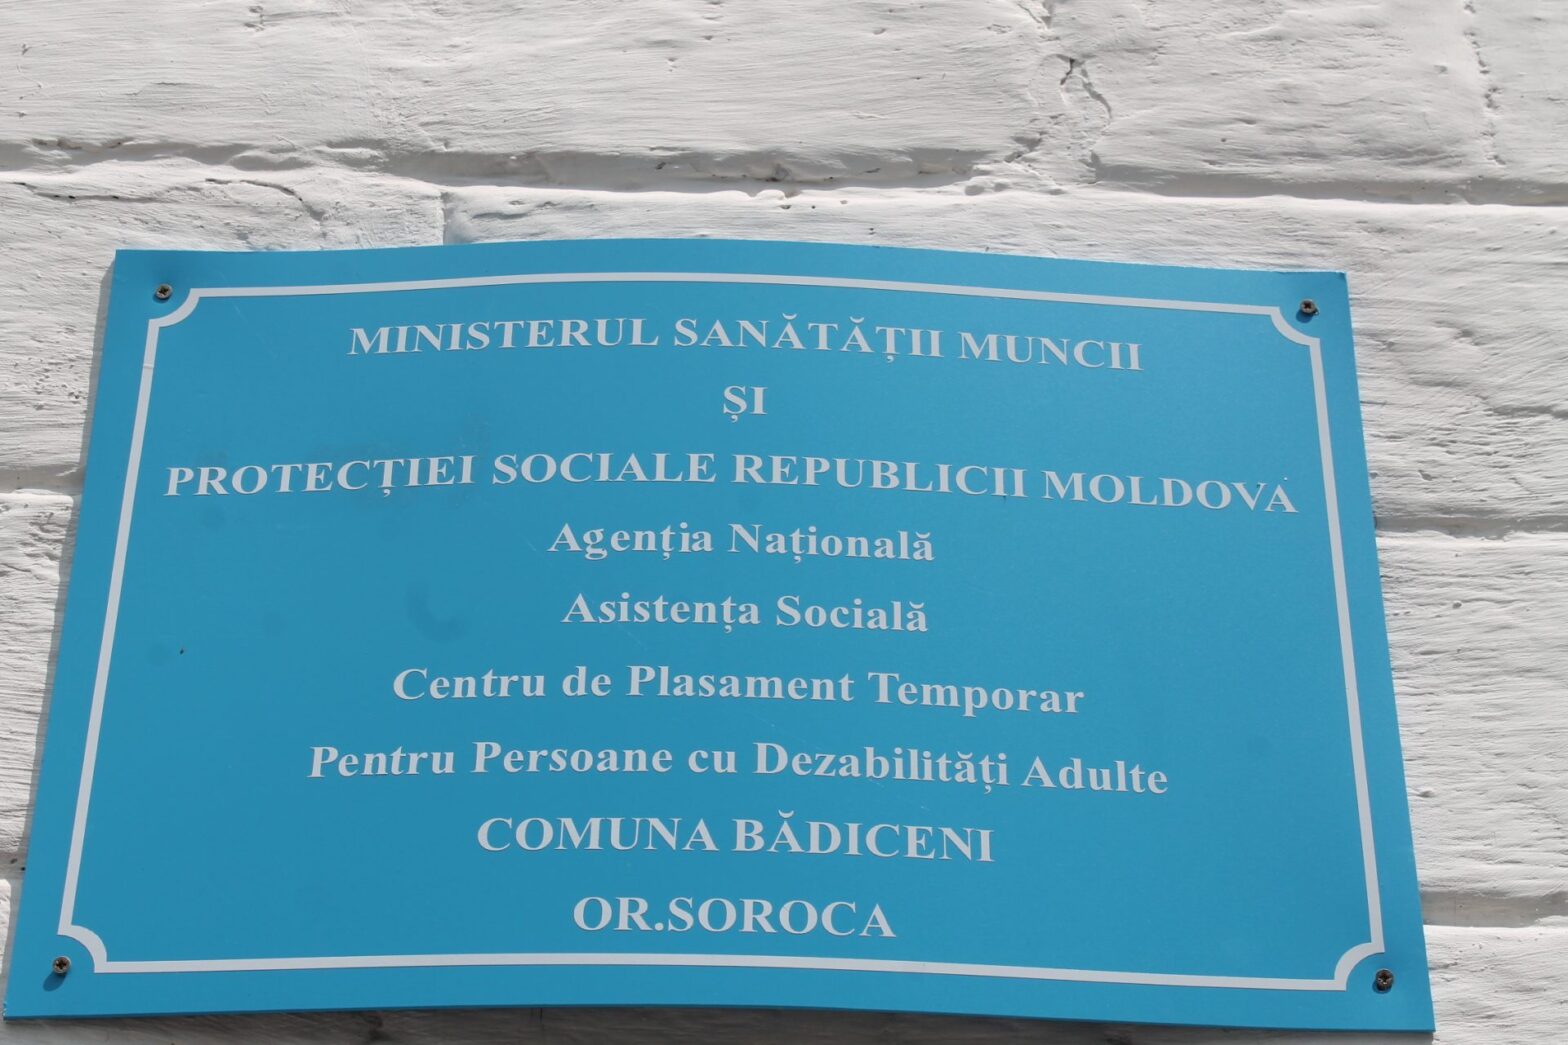 MINISTERUL SANĂTĂȚII MUNCII
ȘI
PROTECȚIEI SOCIALE REPUBLICII MOLDOVA
Agenția Națională
Asistența Socială
Centru de Plasament Temporar
Pentru Persoane cu Dezabilități Adulte
COMUNA BĂDICENI
OR.SOROCA